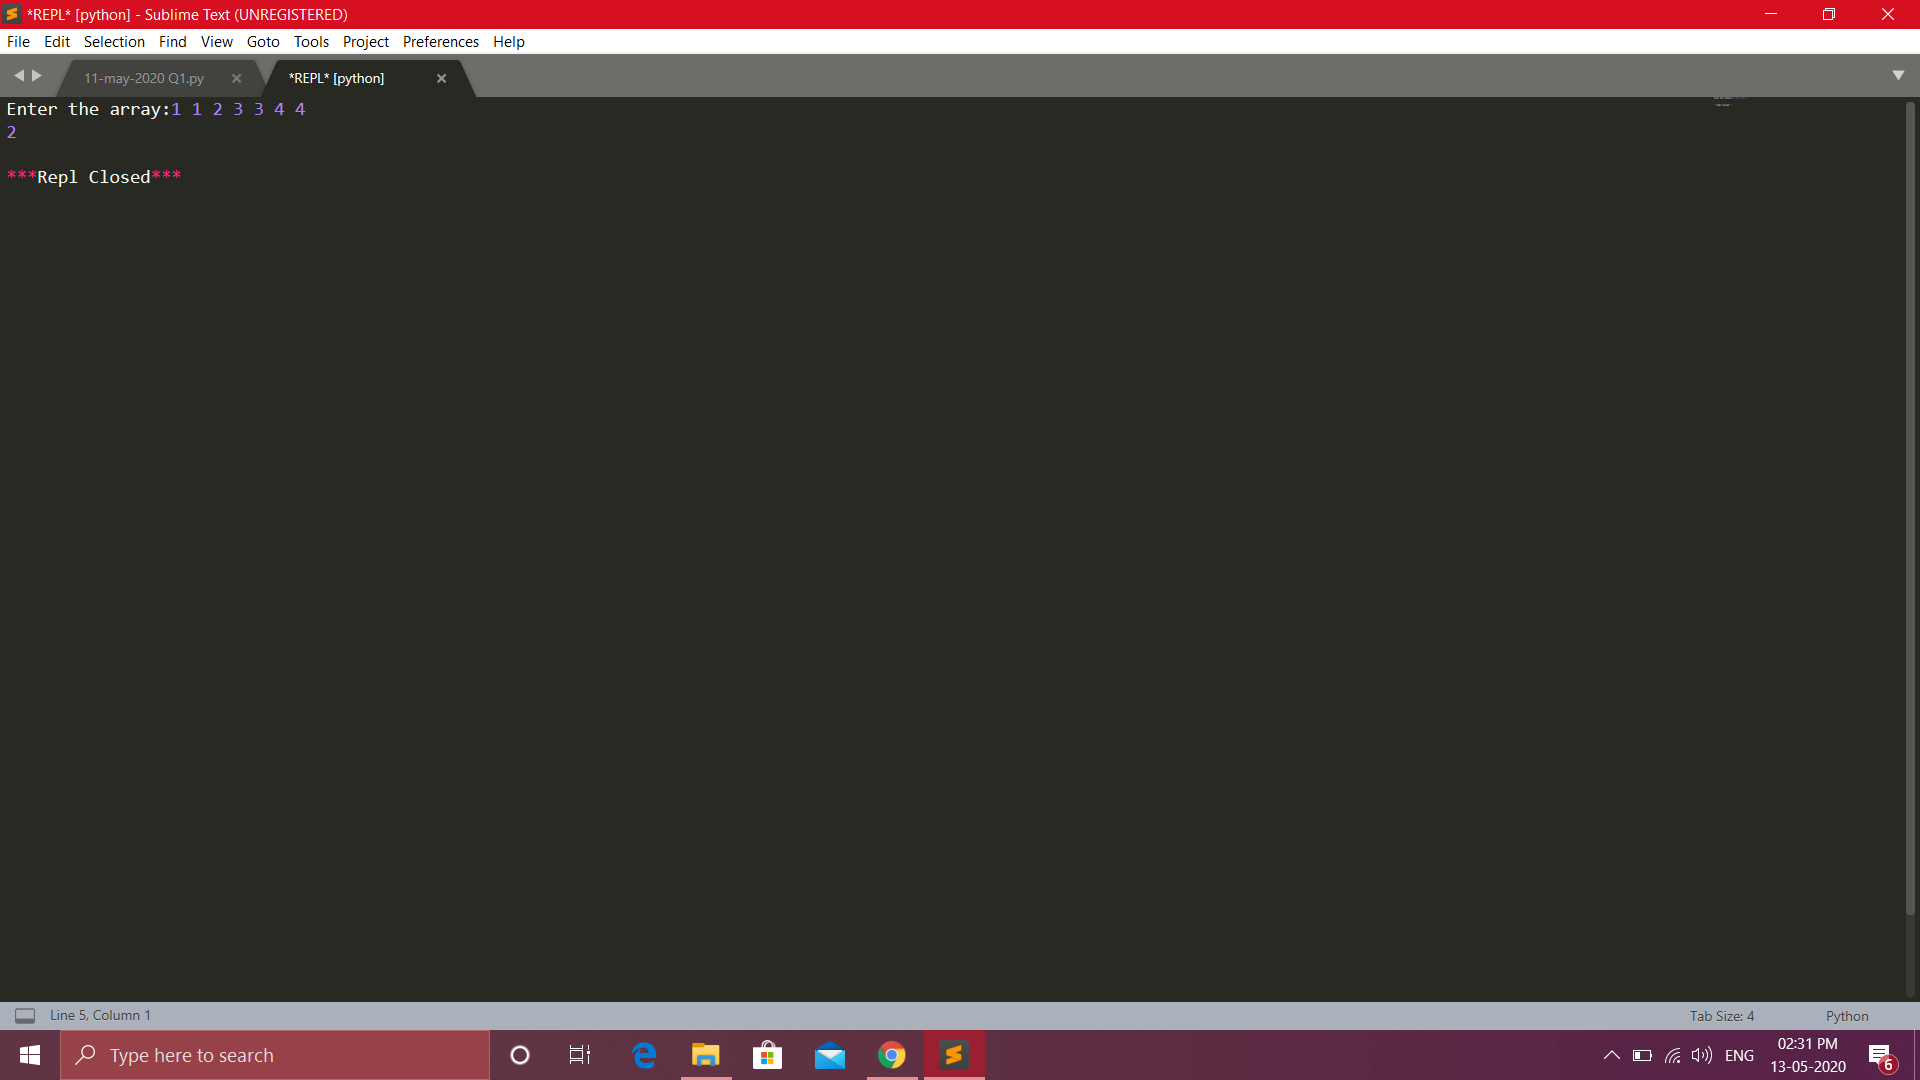 *REPL* [python] - Sublime Text (UNREGISTERED)
File Edit Selection Find View Goto Tools Project Preferences Help
11-may-2020 Q1.py × *REPL* [python] ×
Enter the array:1 1 2 3 3 4 4
2
***Repl Closed***
Line 5, Column 1 Tab Size: 4 Python
Type here to search ENG 02:31 PM
13-05-2020 6